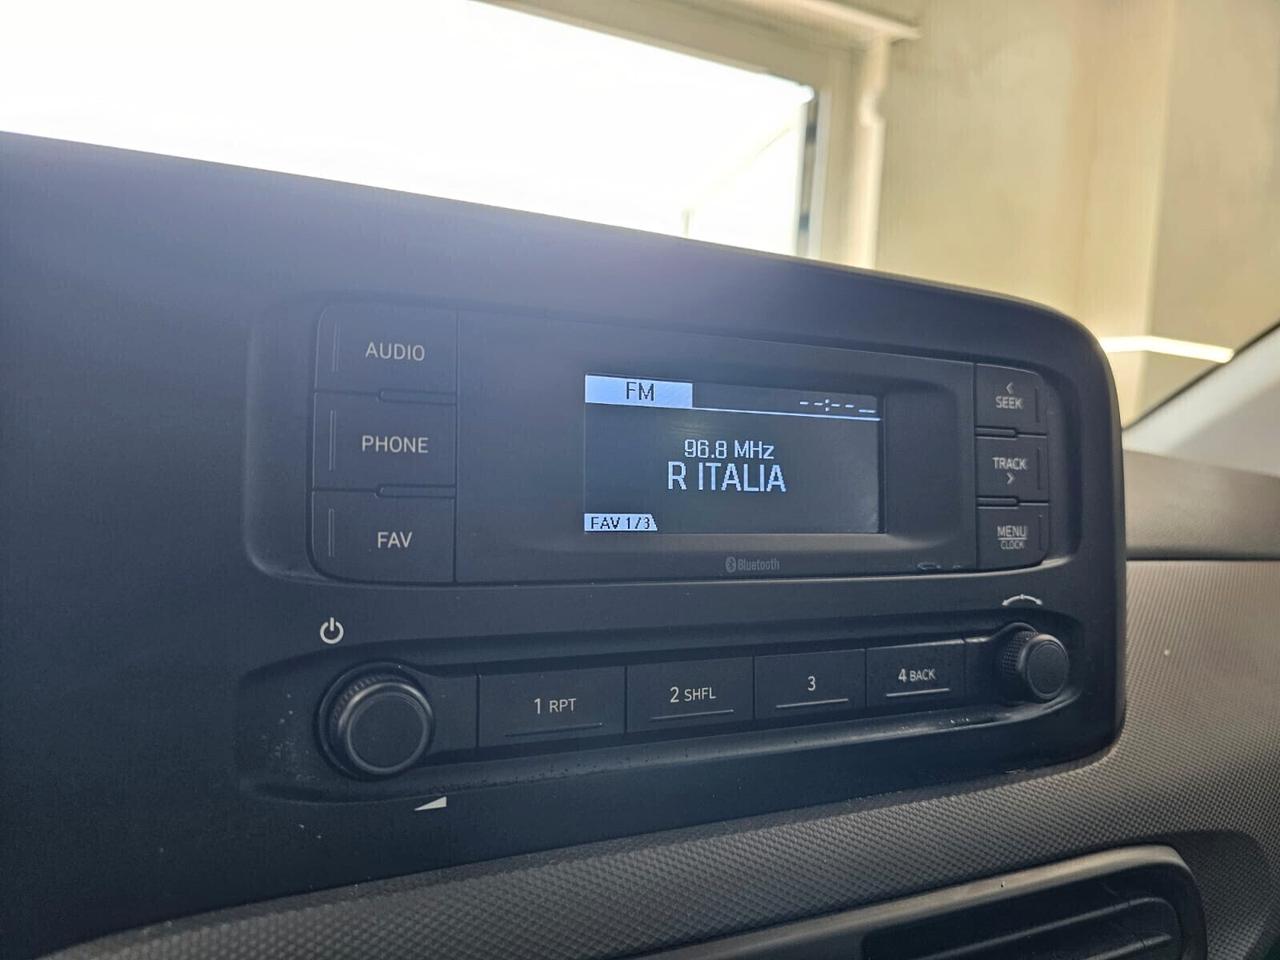 AUDIO
PHONE
FAV
FM
--:--
96.8 MHz
R ITALIA
FAV 1/3
Bluetooth
< SEEK
TRACK >
MENU
CLOCK
1 RPT
2 SHFL
3
4 BACK